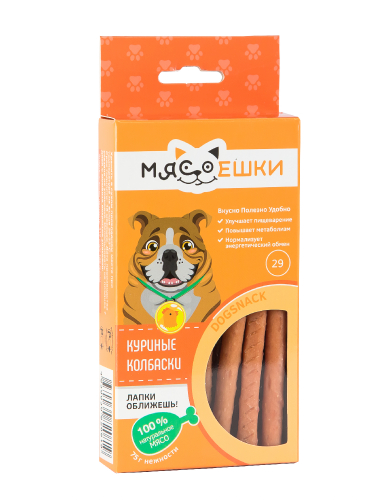 МЯСОЕШКИ
Вкусно Полезно Удобно
Улучшает пищеварение
Повышает метаболизм
Нормализует
энергетический обмен
29
DOGSNACK
КУРИНЫЕ
КОЛБАСКИ
ЛАПКИ
ОБЛИЖЕШЬ!
100%
натуральное
МЯСО
75г нежности